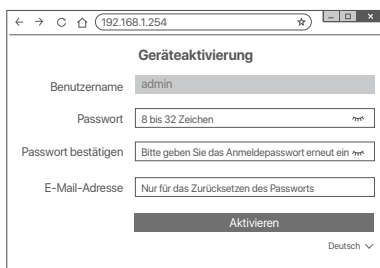 192.168.1.254
Geräteaktivierung
Benutzername admin
Passwort 8 bis 32 Zeichen
Passwort bestätigen Bitte geben Sie das Anmeldepasswort erneut ein
E-Mail-Adresse Nur für das Zurücksetzen des Passworts
Aktivieren
Deutsch